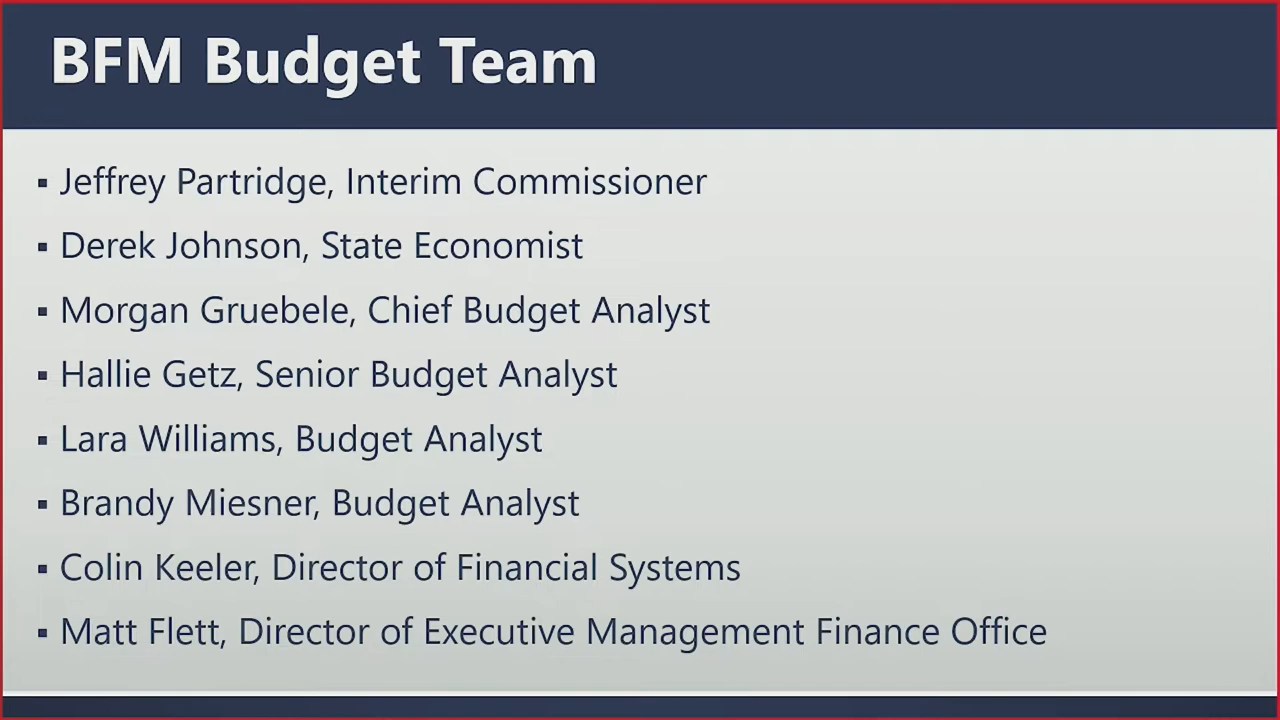 BFM Budget Team
▪ Jeffrey Partridge, Interim Commissioner
▪ Derek Johnson, State Economist
▪ Morgan Gruebele, Chief Budget Analyst
▪ Hallie Getz, Senior Budget Analyst
▪ Lara Williams, Budget Analyst
▪ Brandy Miesner, Budget Analyst
▪ Colin Keeler, Director of Financial Systems
▪ Matt Flett, Director of Executive Management Finance Office